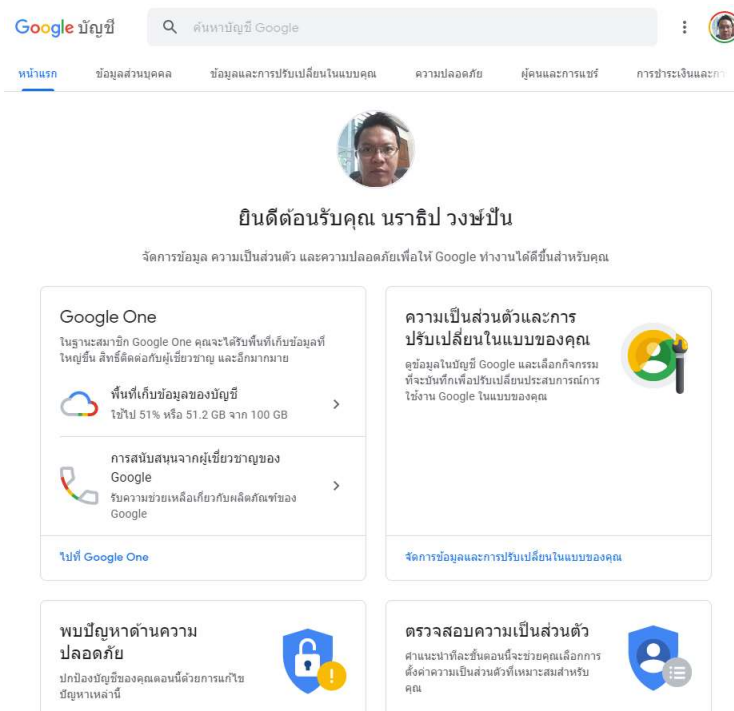 Google บัญชี
ค้นหาบัญชี Google
หน้าแรก ข้อมูลส่วนบุคคล ข้อมูลและการปรับเปลี่ยนในแบบคุณ ความปลอดภัย ผู้คนและการแชร์ การชำระเงินและกา
ยินดีต้อนรับคุณ นราธิป วงษ์ปัน
จัดการข้อมูล ความเป็นส่วนตัว และความปลอดภัยเพื่อให้ Google ทำงานได้ดีขึ้นสำหรับคุณ
Google One
ในฐานะสมาชิก Google One คุณจะได้รับพื้นที่เก็บข้อมูลที่
ใหญ่ขึ้น สิทธิ์ติดต่อกับผู้เชี่ยวชาญ และอีกมากมาย
พื้นที่เก็บข้อมูลของบัญชี
ใช้ไป 51% หรือ 51.2 GB จาก 100 GB
การสนับสนุนจากผู้เชี่ยวชาญของ
Google
รับความช่วยเหลือเกี่ยวกับผลิตภัณฑ์ของ
Google
ไปที่ Google One
ความเป็นส่วนตัวและการ
ปรับเปลี่ยนในแบบของคุณ
ดูข้อมูลในบัญชี Google และเลือกกิจกรรม
ที่จะบันทึกเพื่อปรับเปลี่ยนประสบการณ์การ
ใช้งาน Google ในแบบของคุณ
จัดการข้อมูลและการปรับเปลี่ยนในแบบของคุณ
พบปัญหาด้านความ
ปลอดภัย
ปกป้องบัญชีของคุณตอนนี้ด้วยการแก้ไข
ปัญหาเหล่านี้
ตรวจสอบความเป็นส่วนตัว
คำแนะนำทีละขั้นตอนนี้จะช่วยคุณเลือกการ
ตั้งค่าความเป็นส่วนตัวที่เหมาะสมสำหรับ
คุณ